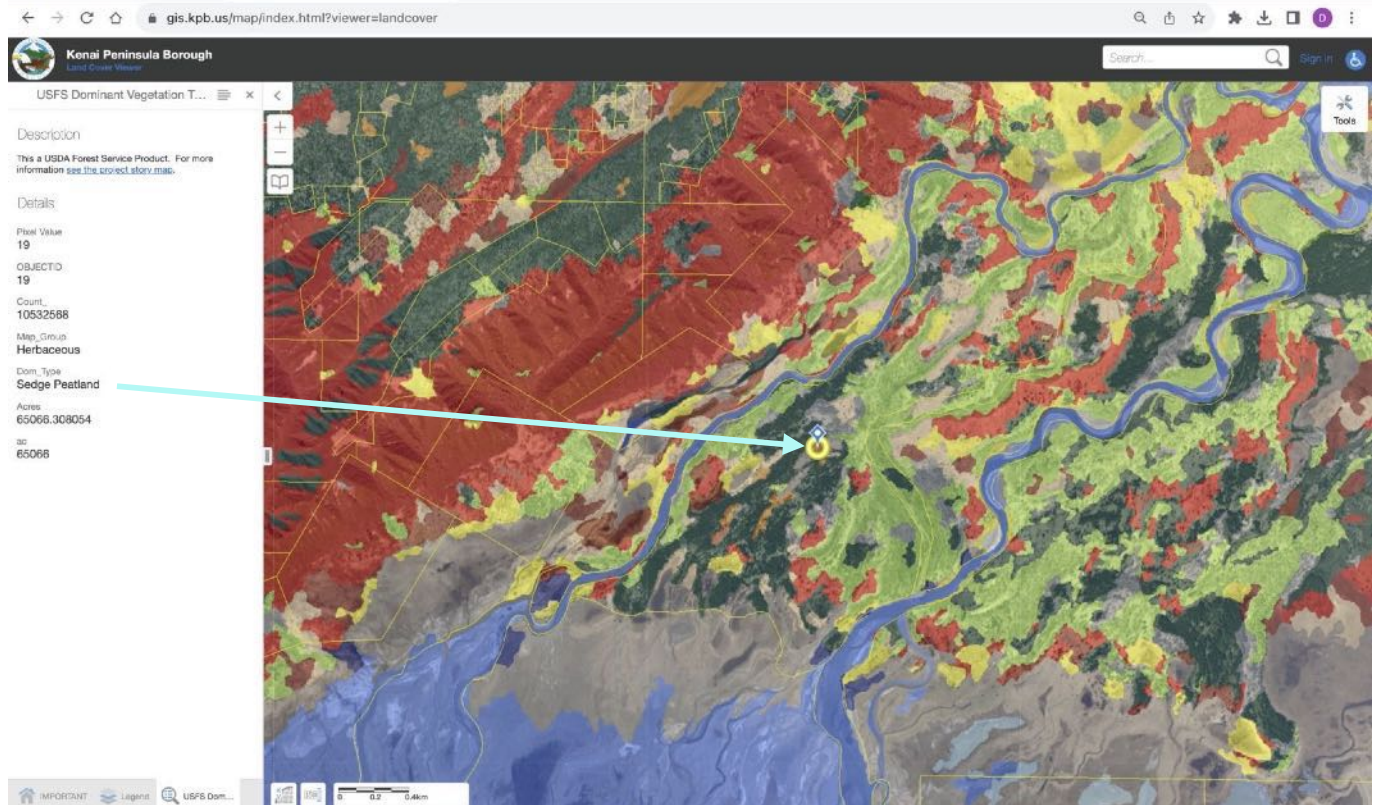 gis.kpb.us/map/index.html?viewer=landcover
D
Kenai Peninsula Borough
Land Cover Viewer
Search...
Sign in
USFS Dominant Vegetation T...
Tools
Description
This a USDA Forest Service Product. For more
information see the project story map.
Details
Pixel Value
19
OBJECTID
19
Count_
10532568
Map_Group
Herbaceous
Dom_Type
Sedge Peatland
Acres
65066.308054
ac
65066
IMPORTANT
Legend
USFS Dom...
0 0.2 0.4km